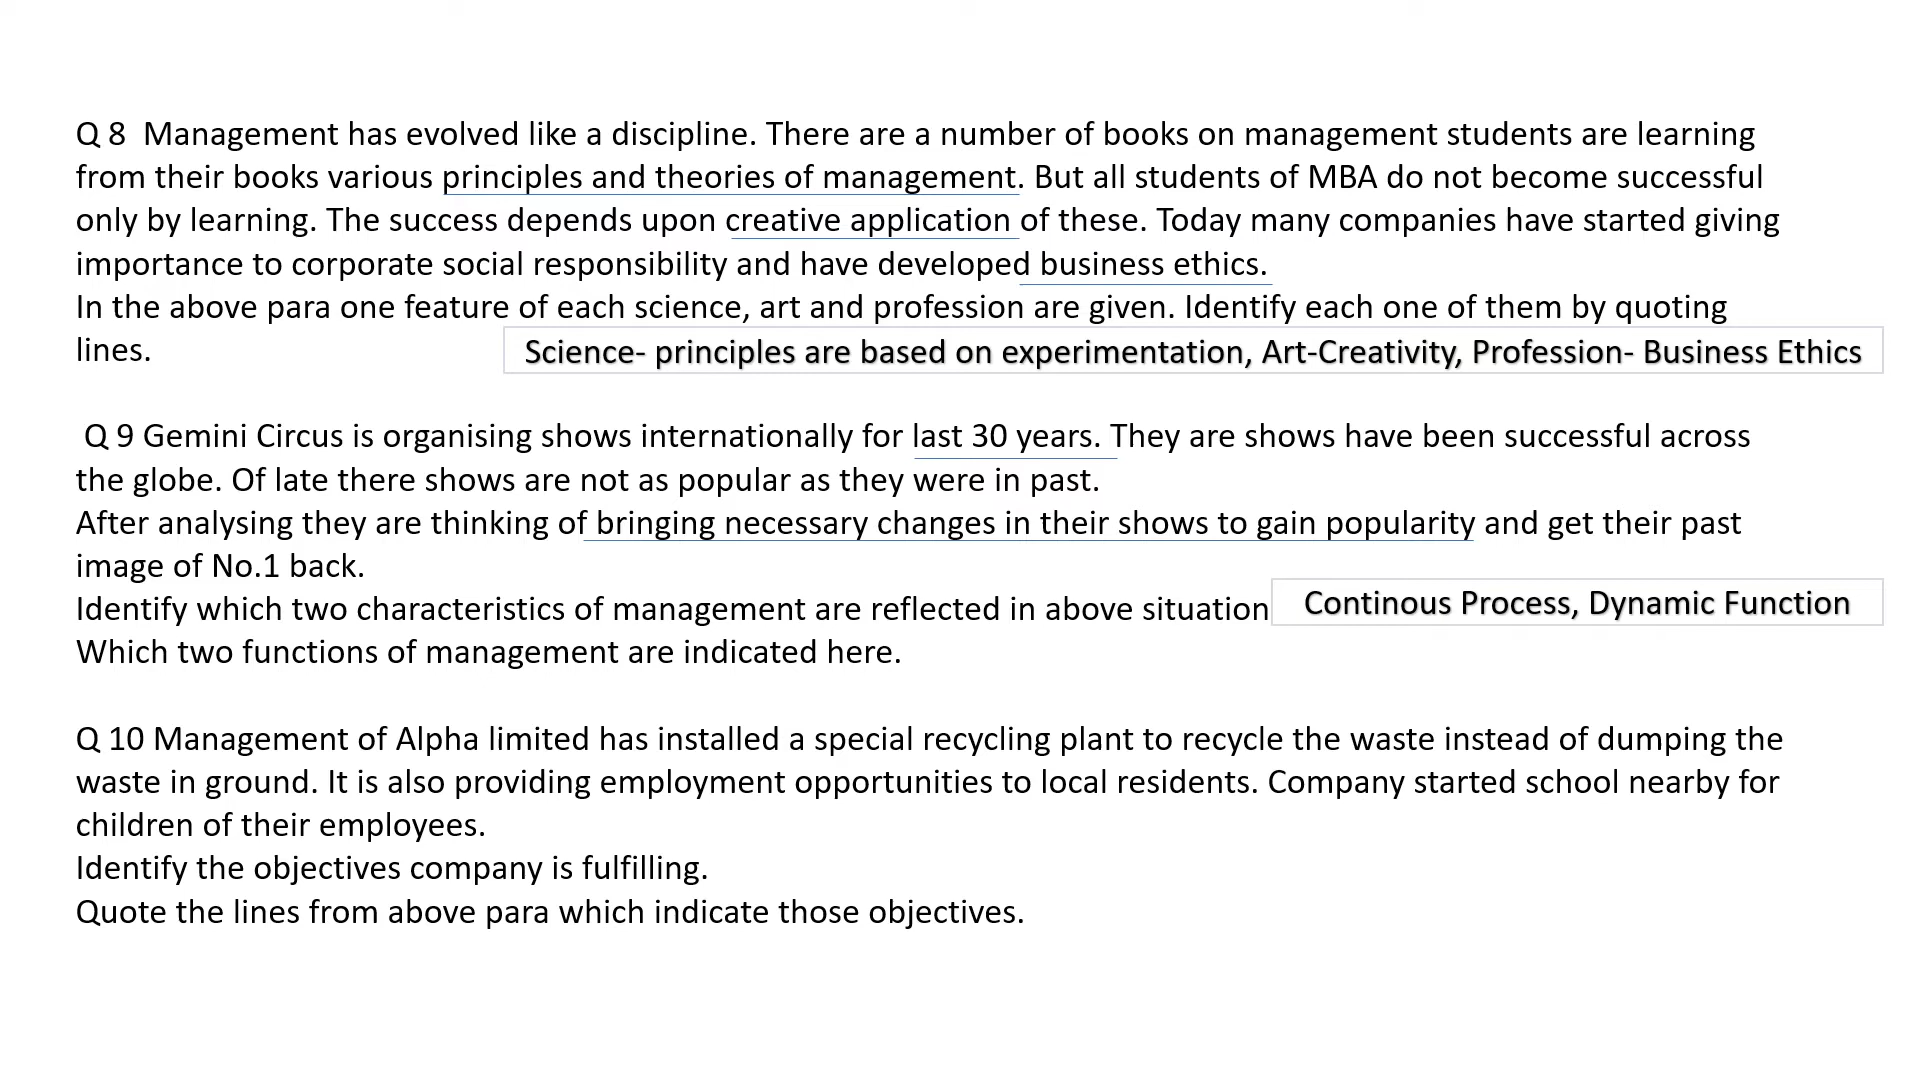 Q 8  Management has evolved like a discipline. There are a number of books on management students are learning
from their books various principles and theories of management. But all students of MBA do not become successful
only by learning. The success depends upon creative application of these. Today many companies have started giving
importance to corporate social responsibility and have developed business ethics.
In the above para one feature of each science, art and profession are given. Identify each one of them by quoting
lines.
Science- principles are based on experimentation, Art-Creativity, Profession- Business Ethics
Q 9 Gemini Circus is organising shows internationally for last 30 years. They are shows have been successful across
the globe. Of late there shows are not as popular as they were in past.
After analysing they are thinking of bringing necessary changes in their shows to gain popularity and get their past
image of No.1 back.
Identify which two characteristics of management are reflected in above situation
Continous Process, Dynamic Function
Which two functions of management are indicated here.
Q 10 Management of Alpha limited has installed a special recycling plant to recycle the waste instead of dumping the
waste in ground. It is also providing employment opportunities to local residents. Company started school nearby for
children of their employees.
Identify the objectives company is fulfilling.
Quote the lines from above para which indicate those objectives.